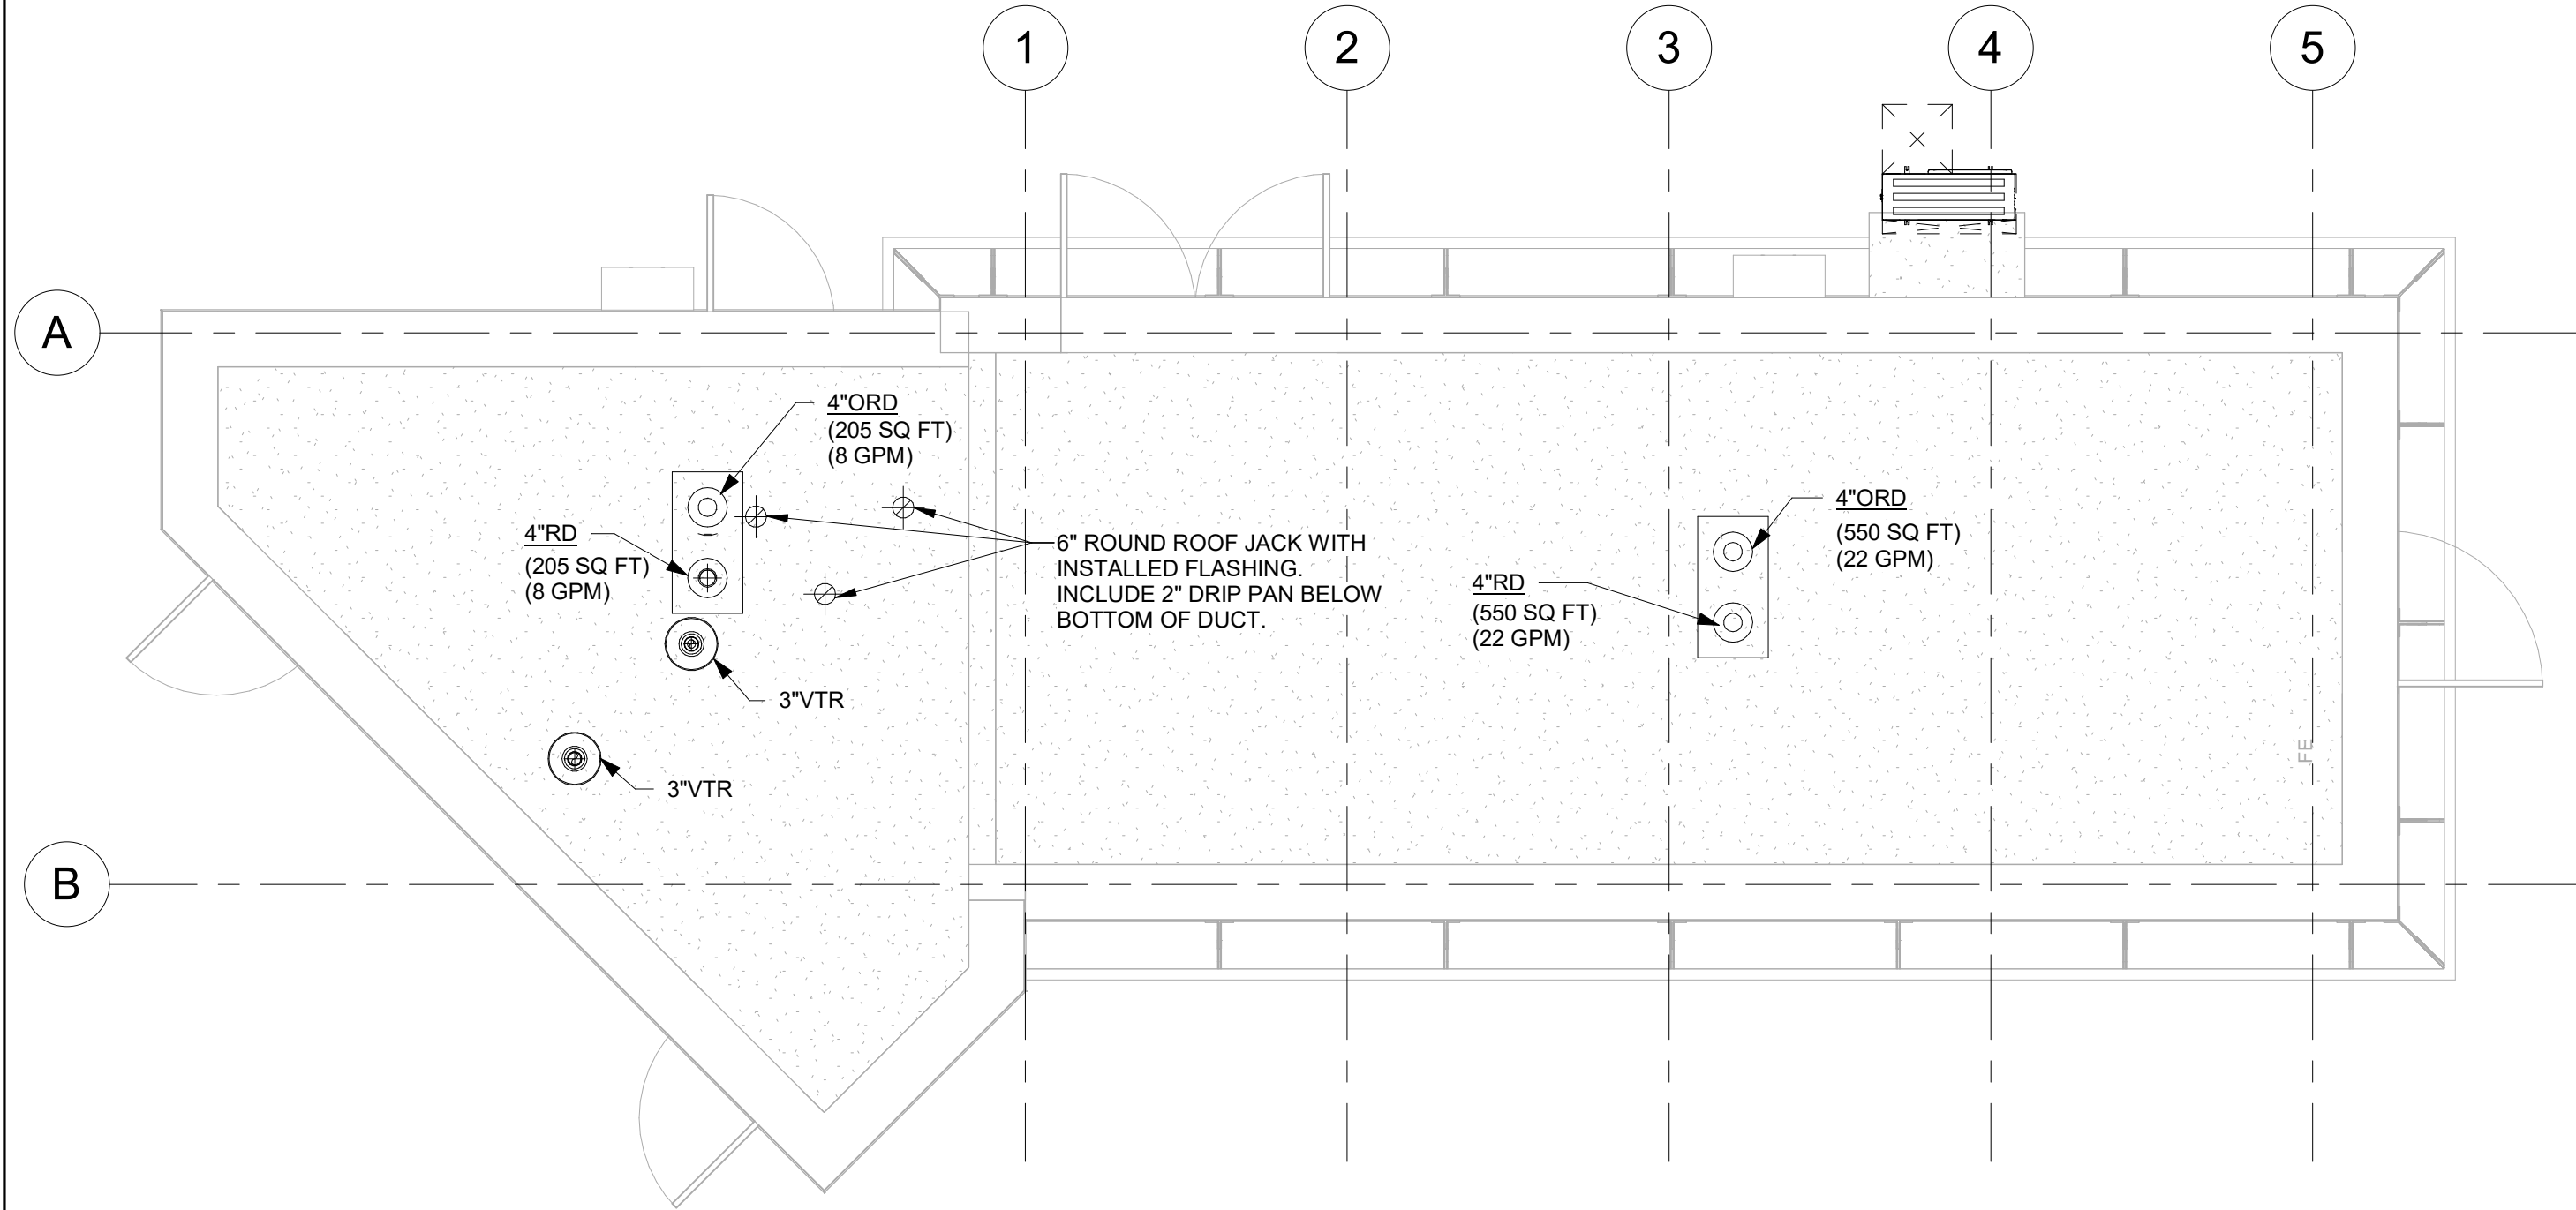 1
2
3
4
5
A
B
4"ORD
(205 SQ FT)
(8 GPM)
4"RD
(205 SQ FT)
(8 GPM)
6" ROUND ROOF JACK WITH
INSTALLED FLASHING.
INCLUDE 2" DRIP PAN BELOW
BOTTOM OF DUCT.
3"VTR
3"VTR
4"ORD
(550 SQ FT)
(22 GPM)
4"RD
(550 SQ FT)
(22 GPM)
FE